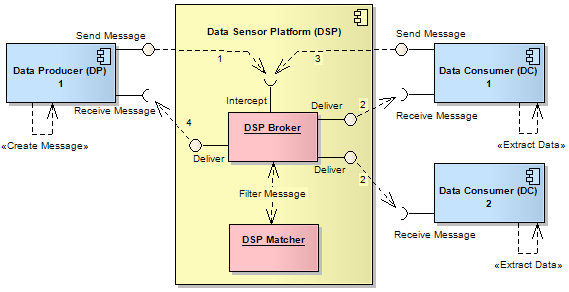 Send Message
Data Sensor Platform (DSP)
Send Message
1
3
Data Producer (DP)
1
Data Consumer (DC)
1
Intercept
Receive Message
4
Deliver
2
Receive Message
DSP Broker
«Create Message»
«Extract Data»
Deliver
Deliver
2
Filter Message
Data Consumer (DC)
2
Receive Message
DSP Matcher
«Extract Data»